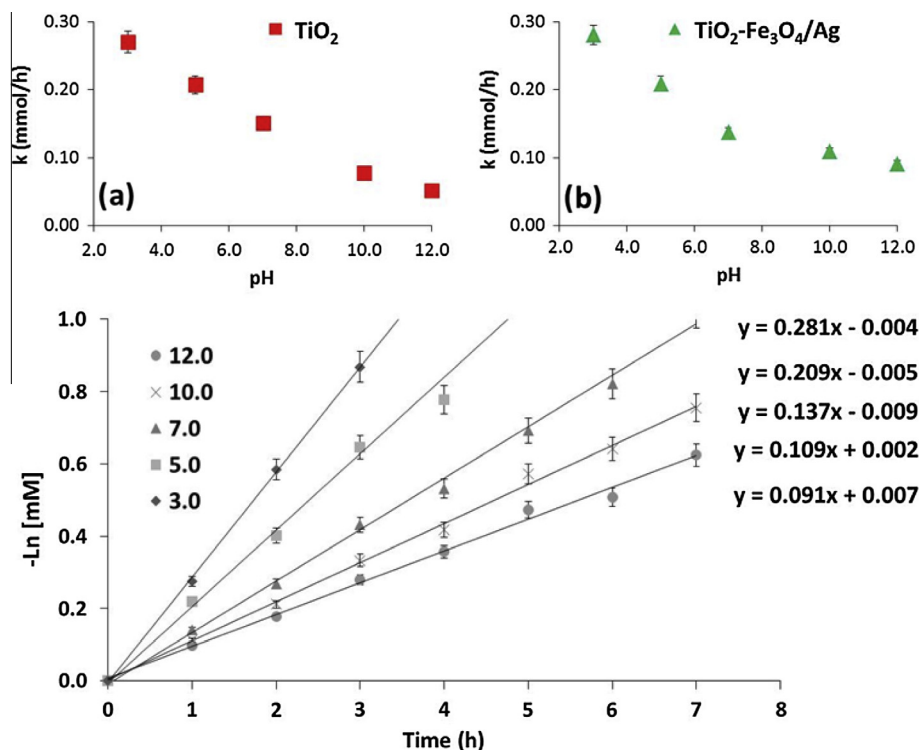 (a)
TiO₂
k (mmol/h)
0.30
0.20
0.10
0.00
2.0 4.0 6.0 8.0 10.0 12.0
pH
(b)
TiO₂-Fe₃O₄/Ag
k (mmol/h)
0.30
0.20
0.10
0.00
2.0 4.0 6.0 8.0 10.0 12.0
pH
-Ln [mM]
1.0
0.8
0.6
0.4
0.2
0.0
12.0
10.0
7.0
5.0
3.0
y = 0.281x - 0.004
y = 0.209x - 0.005
y = 0.137x - 0.009
y = 0.109x + 0.002
y = 0.091x + 0.007
0 1 2 3 4 5 6 7 8
Time (h)